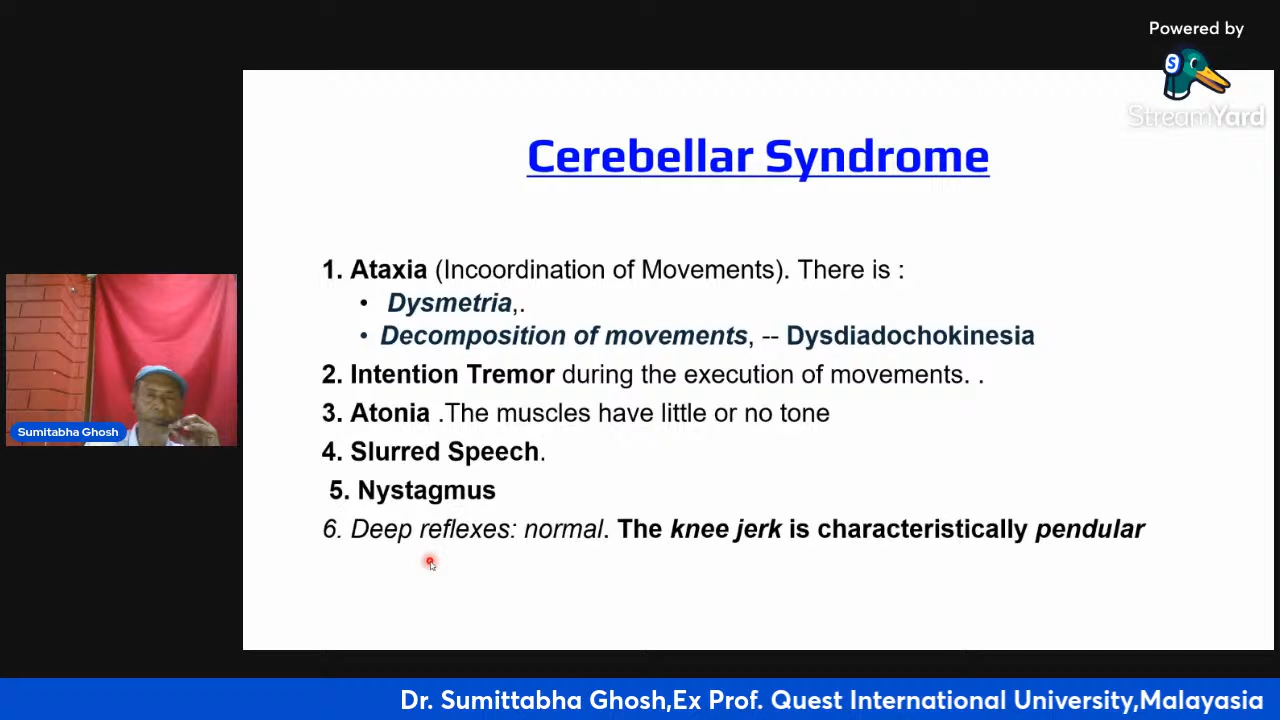 Powered by
S
StreamYard
Cerebellar Syndrome
1. Ataxia (Incoordination of Movements). There is :
• Dysmetria,.
• Decomposition of movements, -- Dysdiadochokinesia
2. Intention Tremor during the execution of movements. .
3. Atonia .The muscles have little or no tone
4. Slurred Speech.
5. Nystagmus
6. Deep reflexes: normal. The knee jerk is characteristically pendular
Sumitabha Ghosh
Dr. Sumittabha Ghosh,Ex Prof. Quest International University,Malayasia